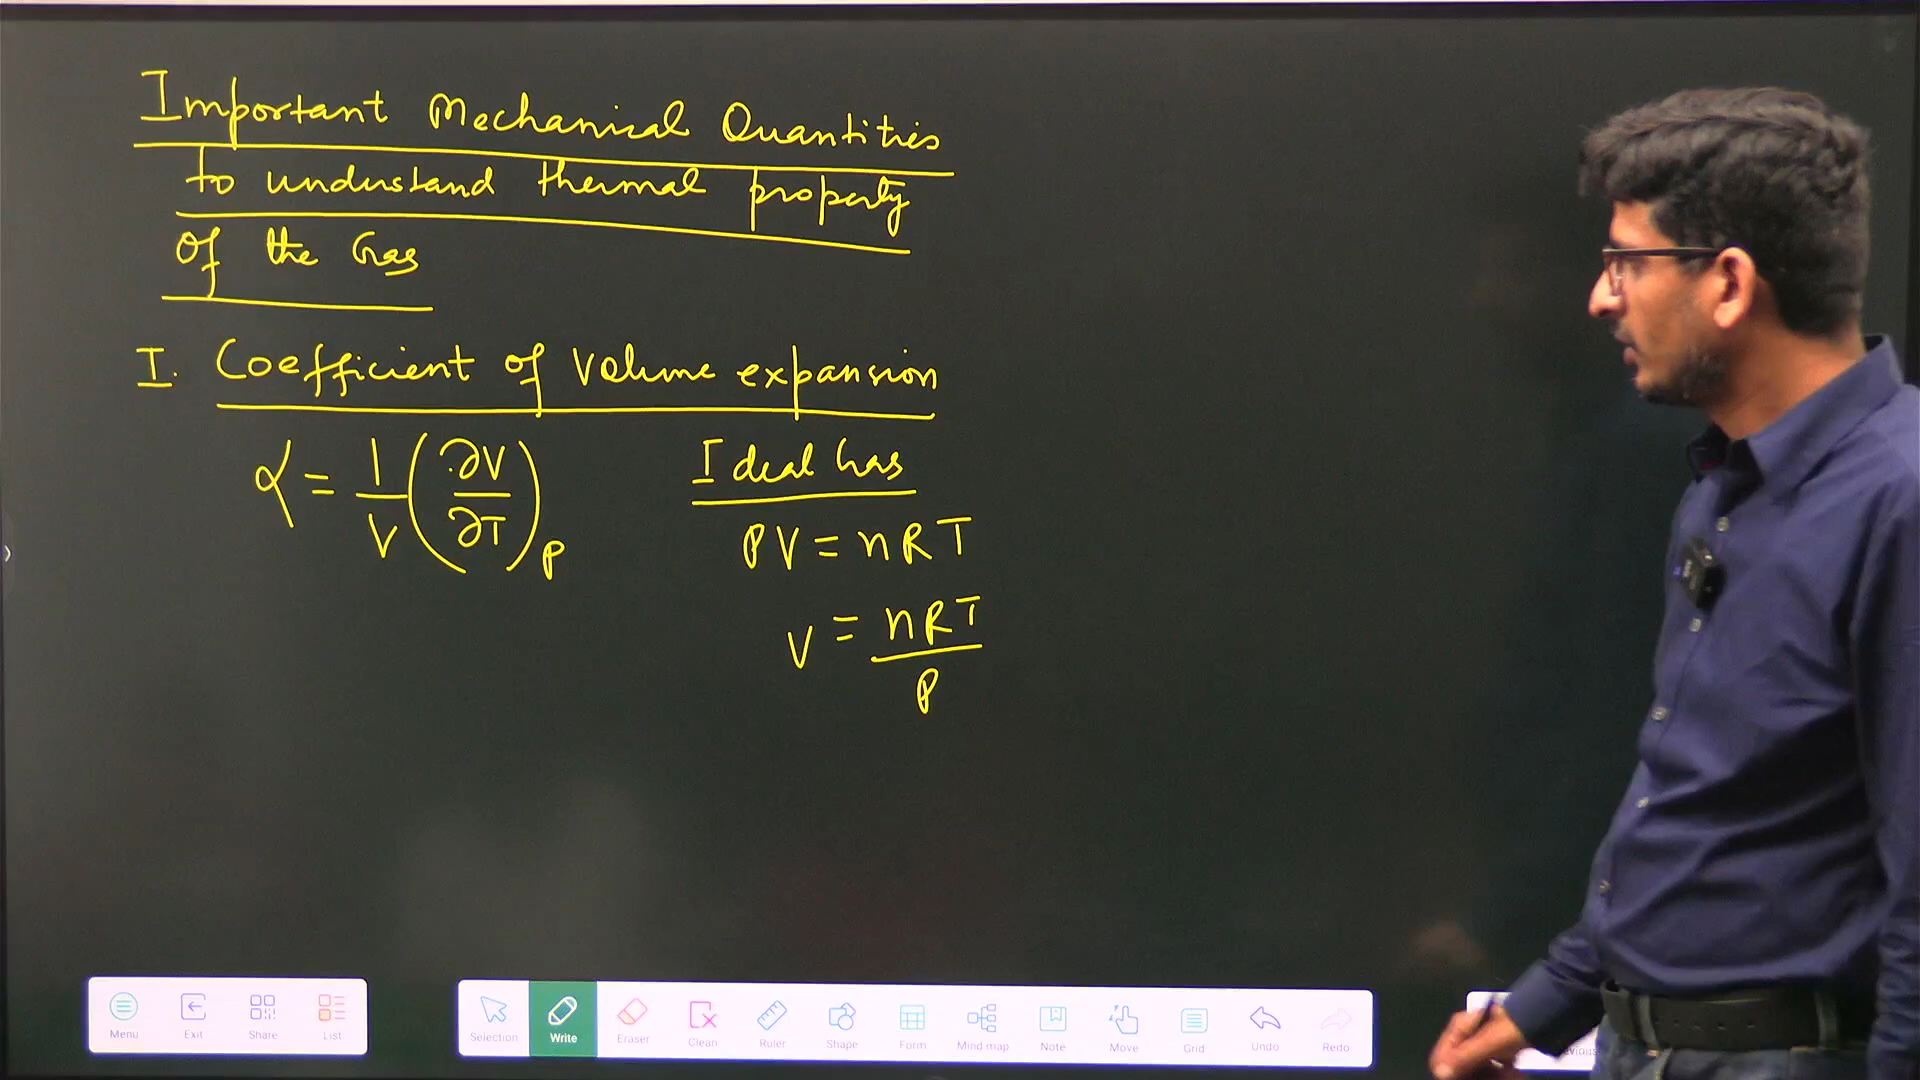 Important Mechanical Quantities
to understand thermal property
of the Gas
I. Coefficient of Volume expansion
α = 1/V (∂V/∂T)_P
Ideal Gas
PV = nRT
V = nRT/P
Menu Exit Share List
Selection Write Eraser Clean Ruler Shape Form Mind map Note Move Grid Undo Redo